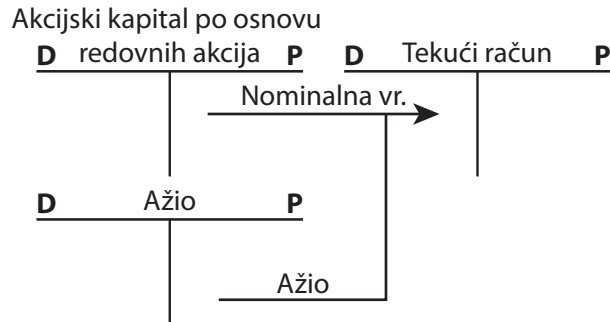 Akcijski kapital po osnovu
D redovnih akcija P D Tekući račun P
Nominalna vr.
D Ažio P
Ažio